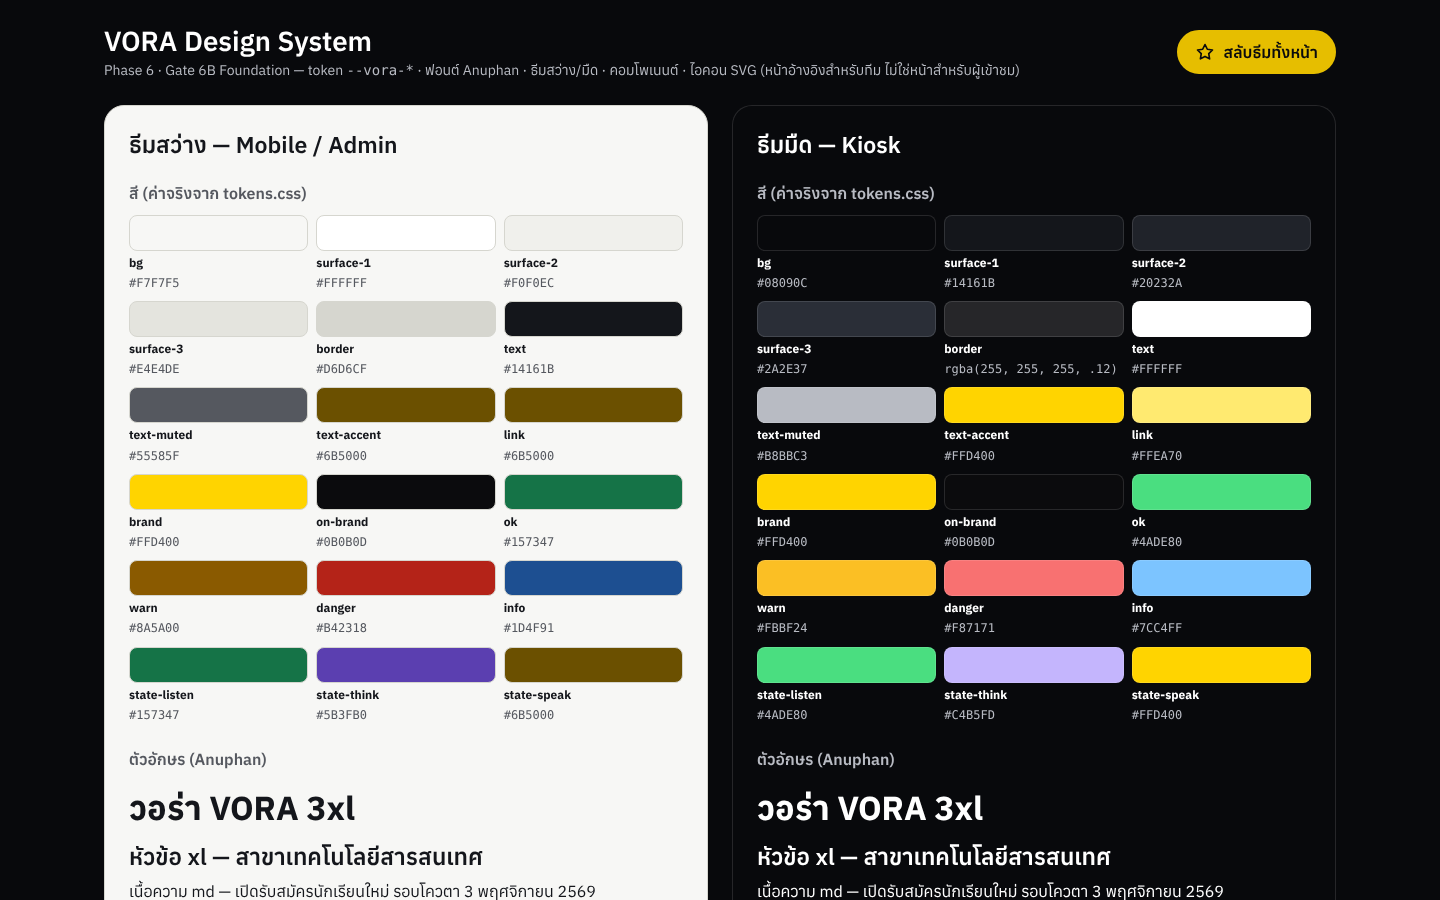 VORA Design System
Phase 6 · Gate 6B Foundation — token --vora-* · ฟอนต์ Anuphan · ธีมสว่าง/มืด · คอมโพเนนต์ · ไอคอน SVG (หน้าอ้างอิงสำหรับทีม ไม่ใช่หน้าสำหรับผู้เข้าชม)
สลับธีมทั้งหน้า
ธีมสว่าง — Mobile / Admin
สี (ค่าจริงจาก tokens.css)
bg surface-1 surface-2
#F7F7F5 #FFFFFF #F0F0EC
surface-3 border text
#E4E4DE #D6D6CF #14161B
text-muted text-accent link
#55585F #6B5000 #6B5000
brand on-brand ok
#FFD400 #0B0B0D #157347
warn danger info
#8A5A00 #B42318 #1D4F91
state-listen state-think state-speak
#157347 #5B3FB0 #6B5000
ตัวอักษร (Anuphan)
วอร่า VORA 3xl
หัวข้อ xl — สาขาเทคโนโลยีสารสนเทศ
เนื้อความ md — เปิดรับสมัครนักเรียนใหม่ รอบโควตา 3 พฤศจิกายน 2569
ธีมมืด — Kiosk
สี (ค่าจริงจาก tokens.css)
bg surface-1 surface-2
#08090C #14161B #20232A
surface-3 border text
#2A2E37 rgba(255, 255, 255, .12) #FFFFFF
text-muted text-accent link
#B8BBC3 #FFD400 #FFEA70
brand on-brand ok
#FFD400 #0B0B0D #4ADE80
warn danger info
#FBBF24 #F87171 #7CC4FF
state-listen state-think state-speak
#4ADE80 #C4B5FD #FFD400
ตัวอักษร (Anuphan)
วอร่า VORA 3xl
หัวข้อ xl — สาขาเทคโนโลยีสารสนเทศ
เนื้อความ md — เปิดรับสมัครนักเรียนใหม่ รอบโควตา 3 พฤศจิกายน 2569